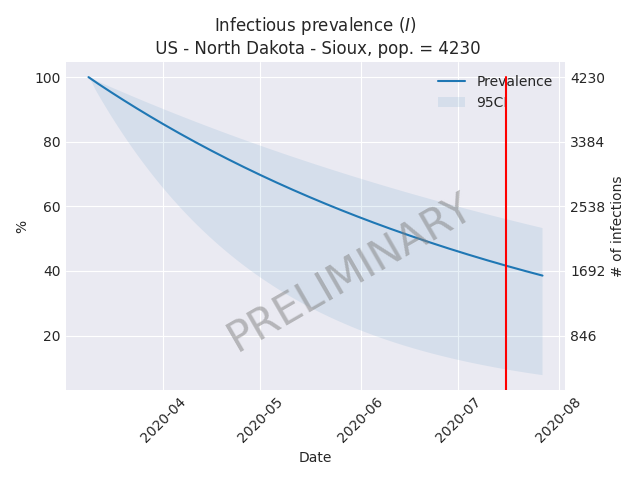 Infectious prevalence (I)
US - North Dakota - Sioux, pop. = 4230
100
80
60
40
20
4230
3384
2538
1692
846
Prevalence
95CI
PRELIMINARY
%
# of infections
2020-04
2020-05
2020-06
2020-07
2020-08
Date